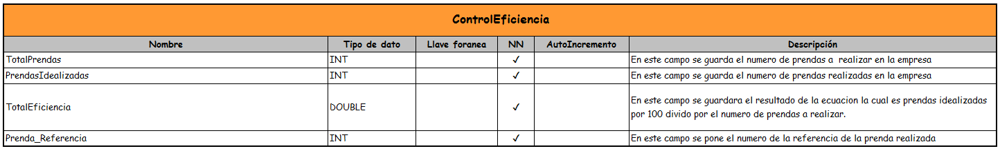 ControlEficiencia
Nombre Tipo de dato Llave foranea NN AutoIncremento Descripción
TotalPrendas INT ✓ En este campo se guarda el numero de prendas a realizar en la empresa
PrendasIdealizadas INT ✓ En este campo se guarda el numero de prendas realizadas en la empresa
TotalEficiencia DOUBLE ✓ En este campo se guardara el resultado de la ecuacion la cual es prendas idealizadas
por 100 divido por el numero de prendas a realizar.
Prenda_Referencia INT ✓ En este campo se pone el numero de la referencia de la prenda realizada